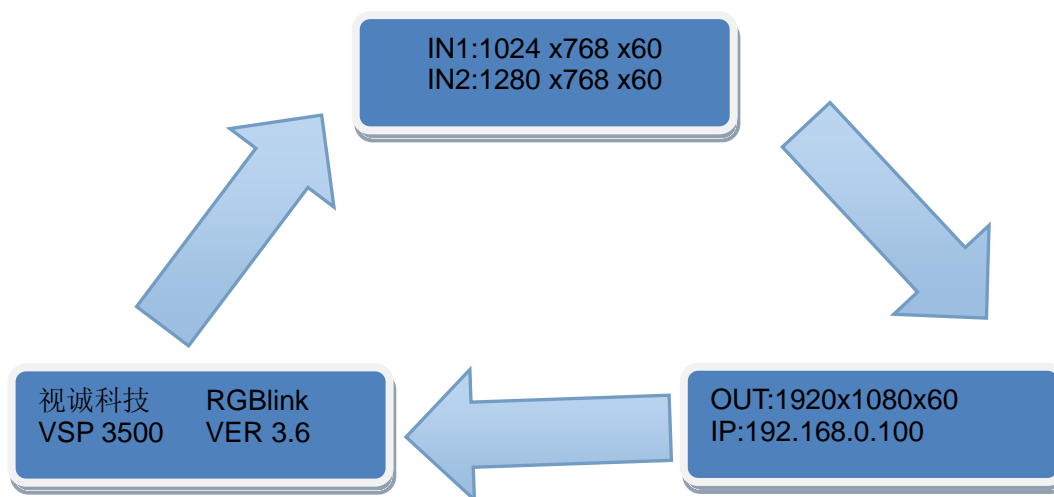 IN1:1024 x768 x60
IN2:1280 x768 x60
视诚科技 RGBlink
VSP 3500 VER 3.6
OUT:1920x1080x60
IP:192.168.0.100